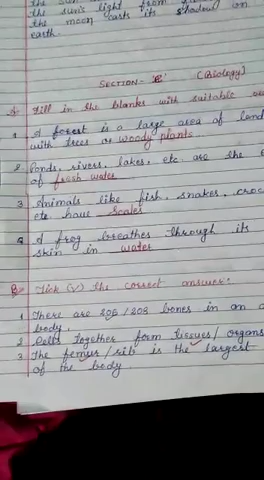 the sun's light from
the moon casts its shadow on
earth.
SECTION- 'B' (Biology)
A> Fill in the blanks with suitable
1 A forest is a large area of land
with trees or woody plants.
2 Ponds, rivers, lakes, etc. are the
of fresh water
3 Animals like fish, snakes,
etc have scales
4 A frog breathes through its
skin in water
B> Tick (√) the correct answer:
1 There are 206/203 bones in an
body.
2 Cells together form tissues/organs
3 The femur/ribs is the largest
of the body